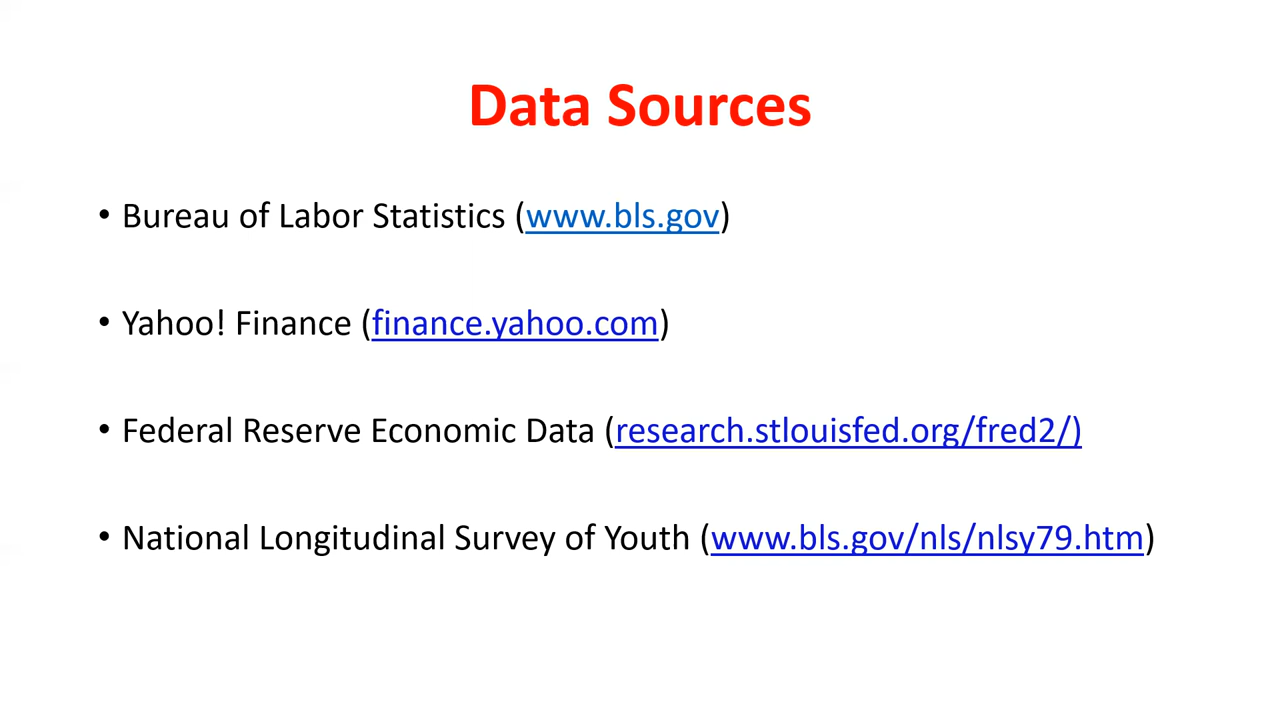 Data Sources
• Bureau of Labor Statistics (www.bls.gov)
• Yahoo! Finance (finance.yahoo.com)
• Federal Reserve Economic Data (research.stlouisfed.org/fred2/)
• National Longitudinal Survey of Youth (www.bls.gov/nls/nlsy79.htm)